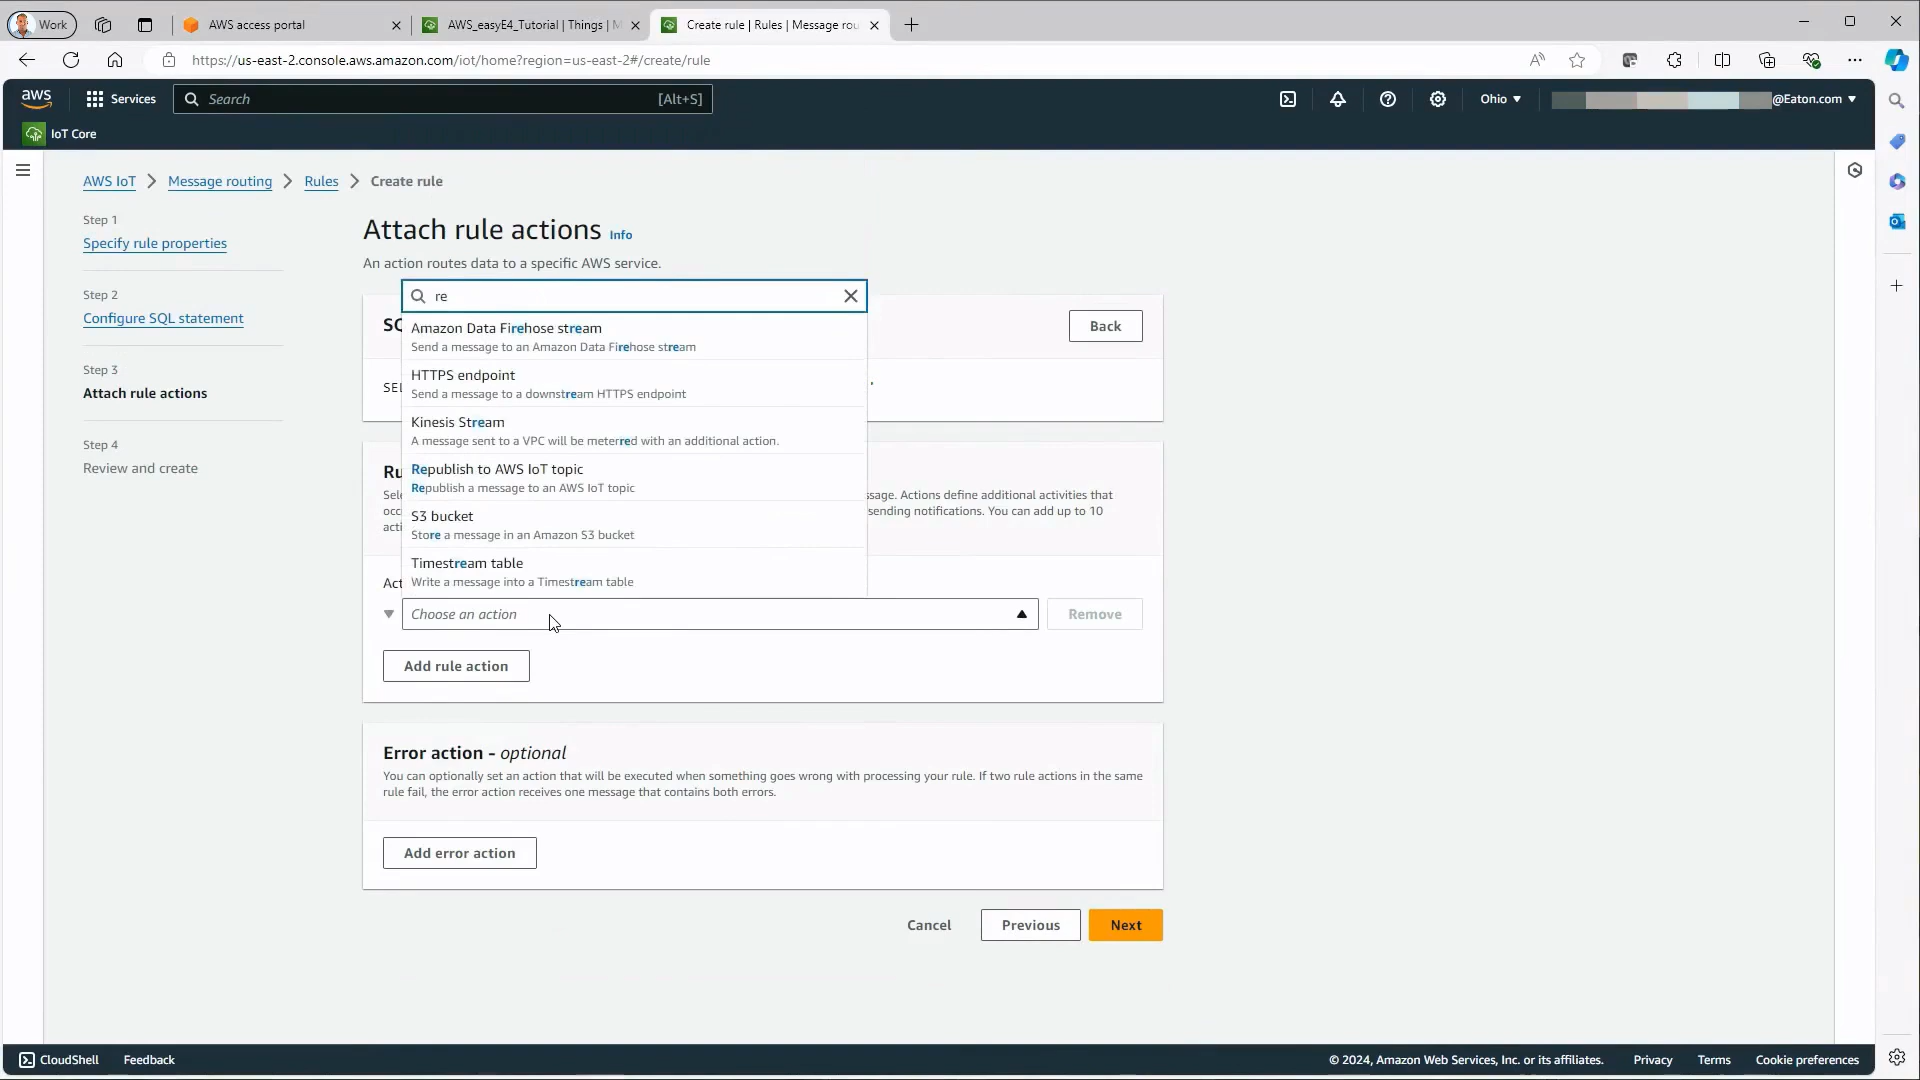 Work
AWS access portal
AWS_easyE4_Tutorial | Things | M
Create rule | Rules | Message rou
https://us-east-2.console.aws.amazon.com/iot/home?region=us-east-2#/create/rule
aws
Services
Search
[Alt+S]
Ohio
@Eaton.com
IoT Core
AWS IoT
Message routing
Rules
Create rule
Step 1
Specify rule properties
Step 2
Configure SQL statement
Step 3
Attach rule actions
Step 4
Review and create
Attach rule actions Info
An action routes data to a specific AWS service.
re
SQ
Back
SEL
Amazon Data Firehose stream
Send a message to an Amazon Data Firehose stream
HTTPS endpoint
Send a message to a downstream HTTPS endpoint
Kinesis Stream
A message sent to a VPC will be meterred with an additional action.
Republish to AWS IoT topic
Republish a message to an AWS IoT topic
S3 bucket
Store a message in an Amazon S3 bucket
Timestream table
Write a message into a Timestream table
Ru
Sele
ssage. Actions define additional activities that
occ
sending notifications. You can add up to 10
acti
Act
Choose an action
Remove
Add rule action
Error action - optional
You can optionally set an action that will be executed when something goes wrong with processing your rule. If two rule actions in the same
rule fail, the error action receives one message that contains both errors.
Add error action
Cancel
Previous
Next
CloudShell
Feedback
© 2024, Amazon Web Services, Inc. or its affiliates.
Privacy
Terms
Cookie preferences